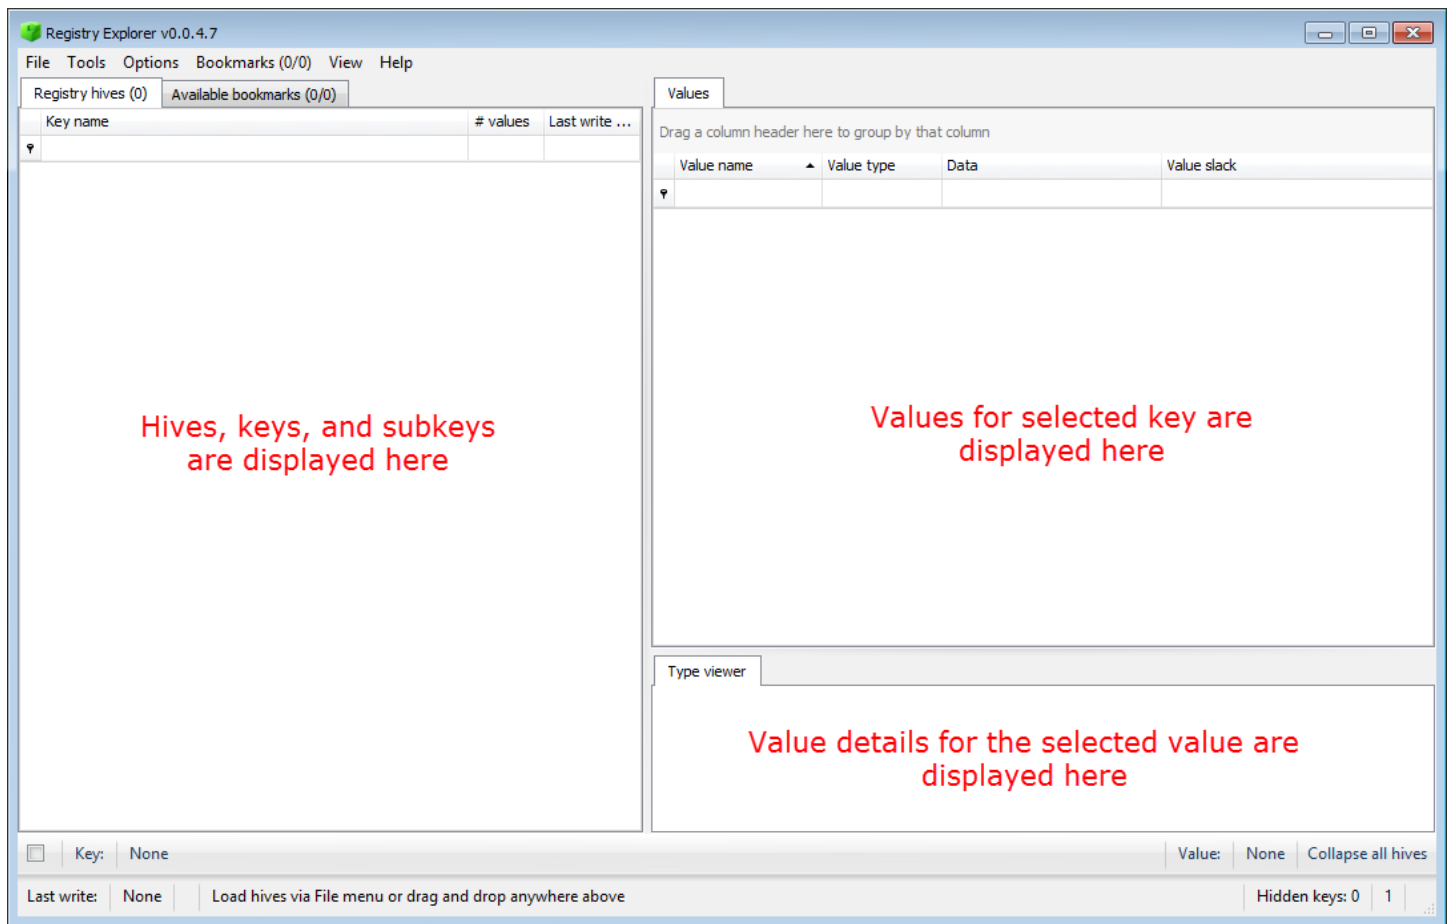 Registry Explorer v0.0.4.7
File Tools Options Bookmarks (0/0) View Help
Registry hives (0) Available bookmarks (0/0)
Key name # values Last write ...
Hives, keys, and subkeys
are displayed here
Values
Drag a column header here to group by that column
Value name Value type Data Value slack
Values for selected key are
displayed here
Type viewer
Value details for the selected value are
displayed here
Key: None Value: None Collapse all hives
Last write: None Load hives via File menu or drag and drop anywhere above Hidden keys: 0 1